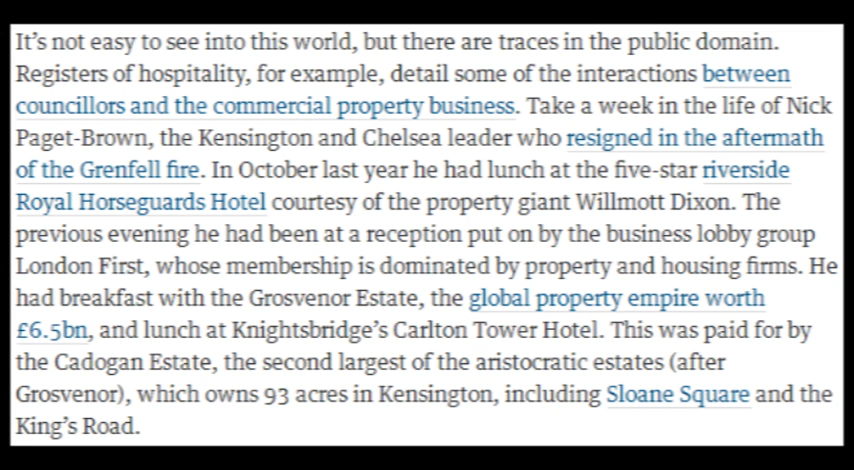 It's not easy to see into this world, but there are traces in the public domain.
Registers of hospitality, for example, detail some of the interactions between
councillors and the commercial property business. Take a week in the life of Nick
Paget-Brown, the Kensington and Chelsea leader who resigned in the aftermath
of the Grenfell fire. In October last year he had lunch at the five-star riverside
Royal Horseguards Hotel courtesy of the property giant Willmott Dixon. The
previous evening he had been at a reception put on by the business lobby group
London First, whose membership is dominated by property and housing firms. He
had breakfast with the Grosvenor Estate, the global property empire worth
£6.5bn, and lunch at Knightsbridge's Carlton Tower Hotel. This was paid for by
the Cadogan Estate, the second largest of the aristocratic estates (after
Grosvenor), which owns 93 acres in Kensington, including Sloane Square and the
King's Road.